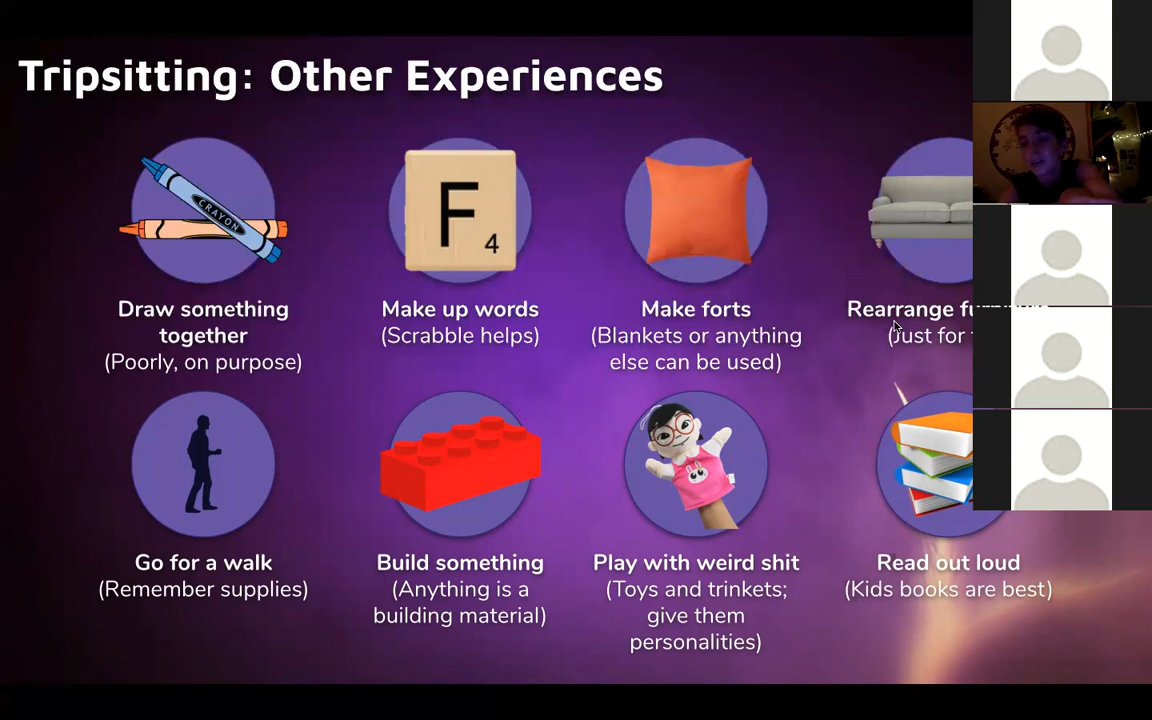 Tripsitting: Other Experiences
CRAYON
F
4
Draw something
together
(Poorly, on purpose)
Make up words
(Scrabble helps)
Make forts
(Blankets or anything
else can be used)
Rearrange
(Just for
Go for a walk
(Remember supplies)
Build something
(Anything is a
building material)
Play with weird shit
(Toys and trinkets;
give them
personalities)
Read out loud
(Kids books are best)